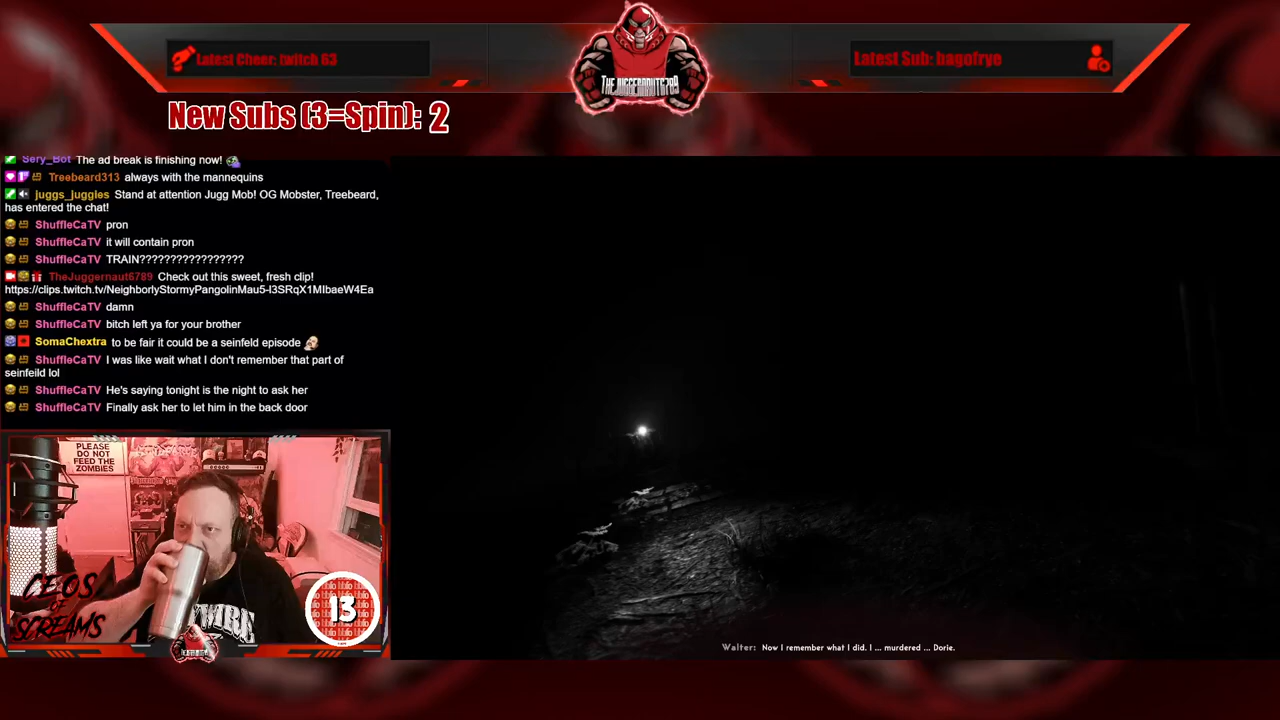 Latest Cheer: twitch 63
THEJUGGERNAUT6789
Latest Sub: hagofrye
New Subs (3=Spin): 2
Sery_Bot The ad break is finishing now!
Treebeard313 always with the mannequins
juggs_juggles Stand at attention Jugg Mob! OG Mobster, Treebeard,
has entered the chat!
ShuffleCaTV pron
ShuffleCaTV it will contain pron
ShuffleCaTV TRAIN?????????????????
TheJuggernaut6789 Check out this sweet, fresh clip!
https://clips.twitch.tv/NeighborlyStormyPangolinMau5-I3SRqX1MIbaeW4Ea
ShuffleCaTV damn
ShuffleCaTV bitch left ya for your brother
SomaChextra to be fair it could be a seinfeld episode
ShuffleCaTV I was like wait what I don't remember that part of
seinfeild lol
ShuffleCaTV He's saying tonight is the night to ask her
ShuffleCaTV Finally ask her to let him in the back door
PLEASE
DO NOT
FEED THE
ZOMBIES
CEOS
OF
SCREAMS
13
Walter: Now I remember what I did. I ... murdered ... Dorie.